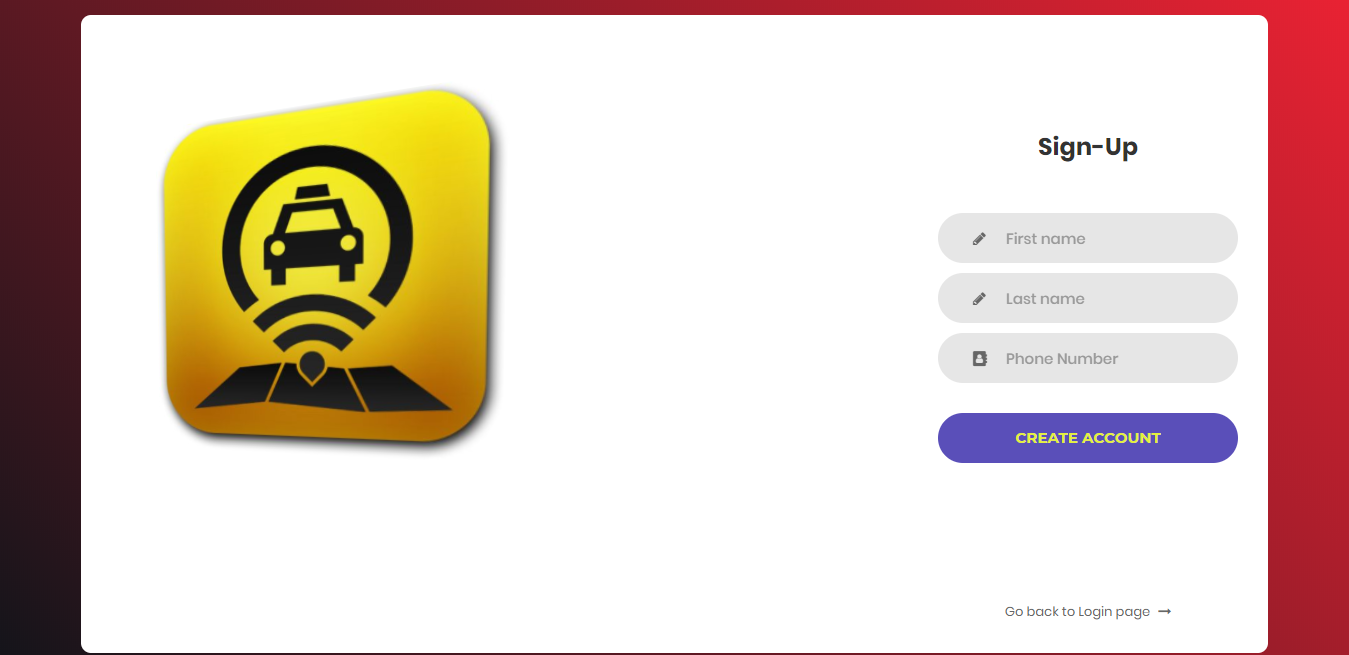 Sign-Up
First name
Last name
Phone Number
CREATE ACCOUNT
Go back to Login page